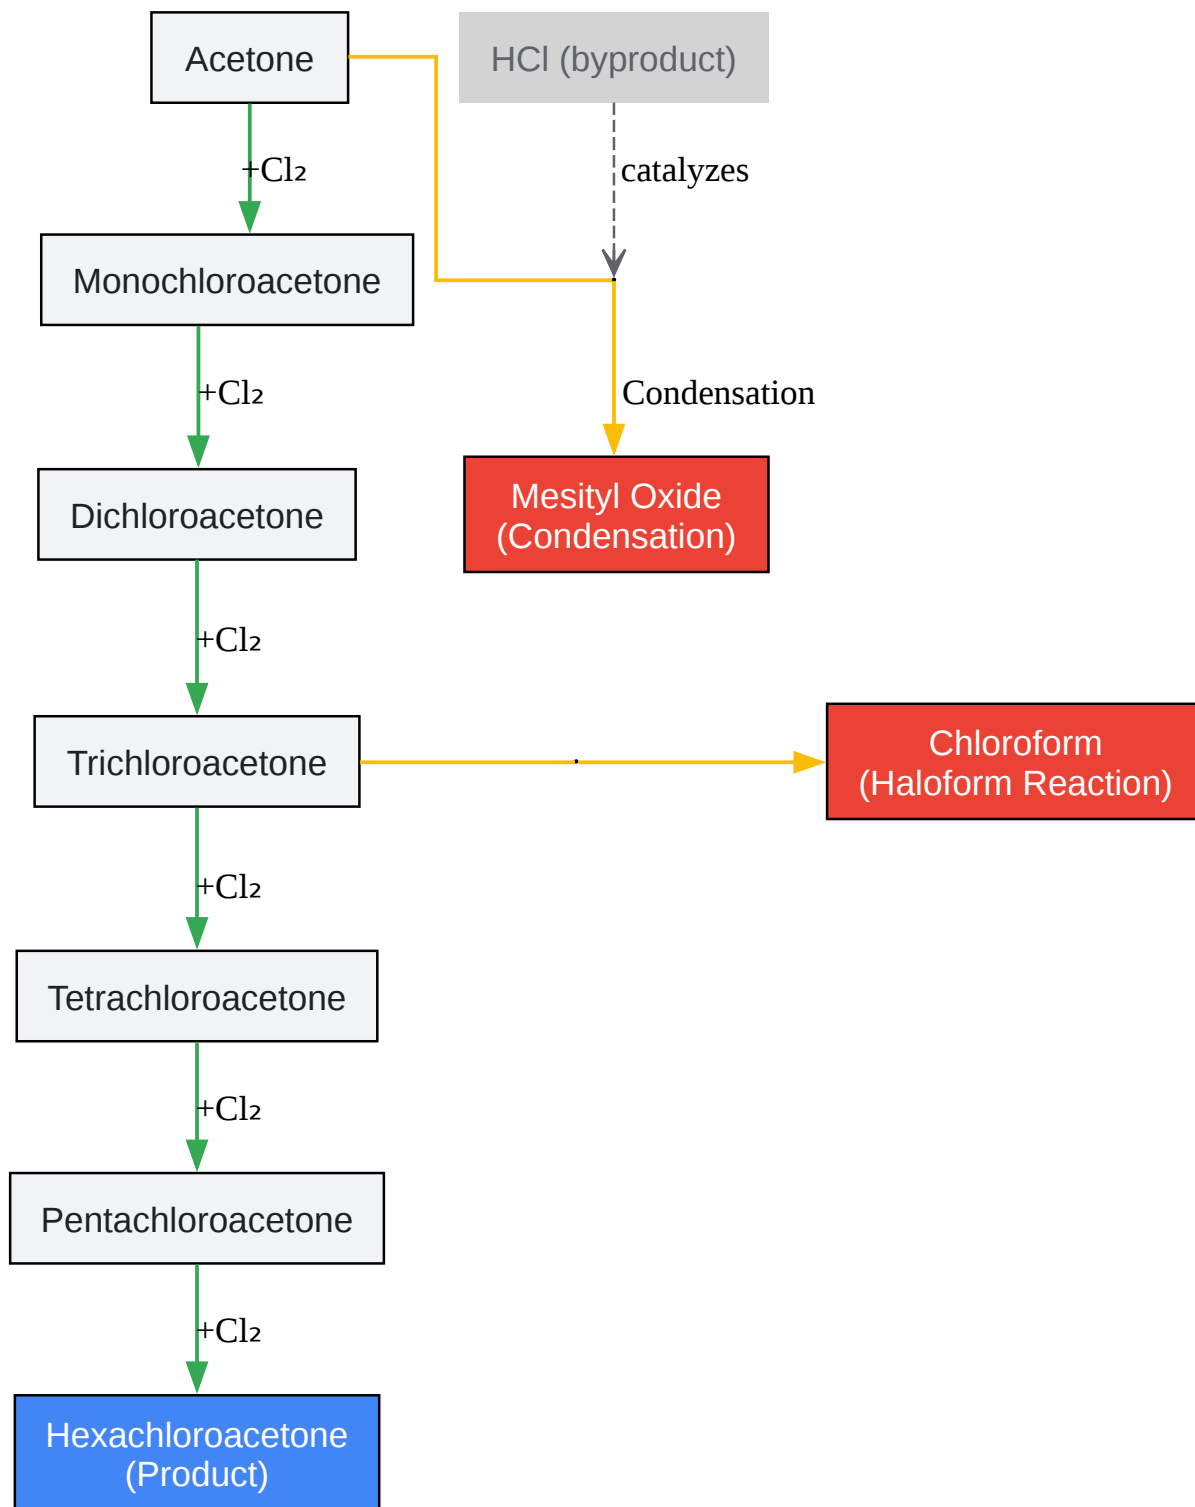 Acetone
HCl (byproduct)
+Cl₂
catalyzes
Monochloroacetone
+Cl₂
Condensation
Dichloroacetone
Mesityl Oxide
(Condensation)
+Cl₂
Trichloroacetone
Chloroform
(Haloform Reaction)
+Cl₂
Tetrachloroacetone
+Cl₂
Pentachloroacetone
+Cl₂
Hexachloroacetone
(Product)